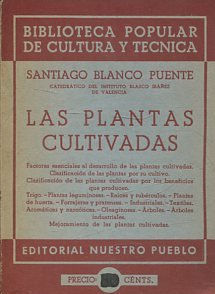 BIBLIOTECA POPULAR
DE CULTURA Y TECNICA
SANTIAGO BLANCO PUENTE
CATEDRATICO DEL INSTITUTO BLASCO IBAÑEZ
DE VALENCIA
LAS PLANTAS
CULTIVADAS
Factores esenciales al desarrollo de las plantas cultivadas.
Clasificación de las plantas por su cultivo.
Clasificación de las plantas cultivadas por los beneficios
que producen.
Trigo. - Plantas leguminosas. - Raíces y tubérculos. - Plantas
de huerta. - Forrajeras y pratenses. - Industriales. - Textiles.
Aromáticas y narcóticas. - Oleaginosas. - Arboles. - Arboles
industriales.
Mejoramiento de las plantas cultivadas.
EDITORIAL NUESTRO PUEBLO
PRECIO: CÉNTS.